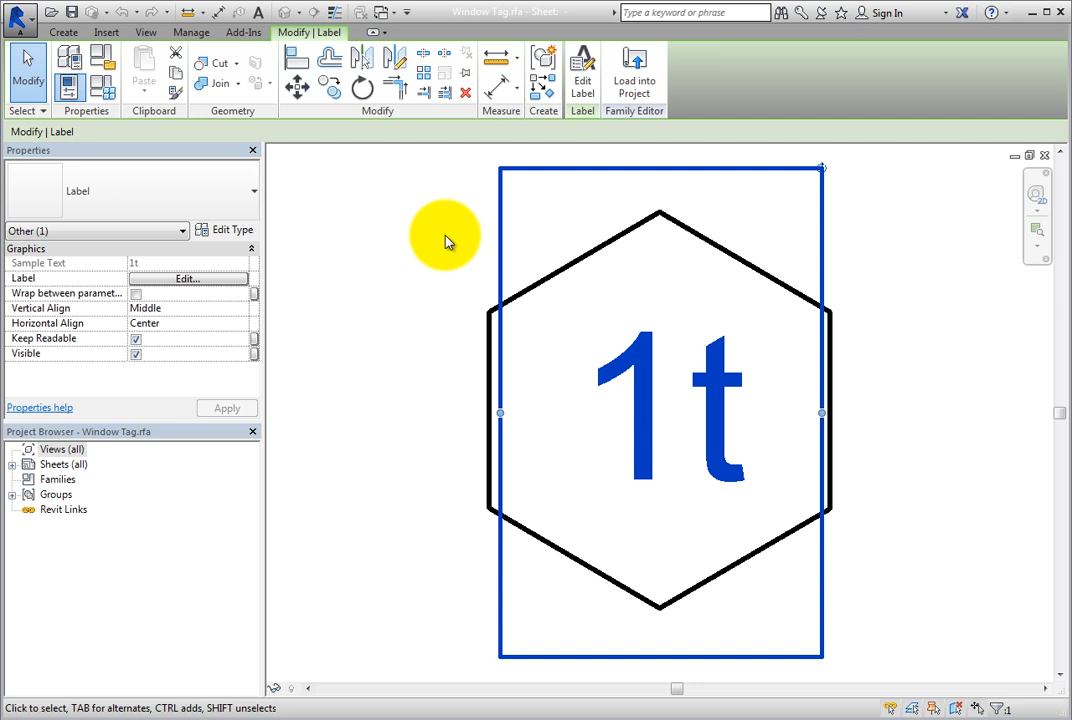 Window Tag.rfa - Sheet: -
Type a keyword or phrase
Sign In
Create Insert View Manage Add-Ins Modify | Label
Modify
Select
Properties
Paste
Clipboard
Cut
Join
Geometry
Modify
Measure
Create
Edit
Label
Label
Load into
Project
Family Editor
Modify | Label
Properties
Label
Other (1)
Edit Type
Graphics
Sample Text 1t
Label Edit...
Wrap between paramet...
Vertical Align Middle
Horizontal Align Center
Keep Readable
Visible
Properties help
Apply
Project Browser - Window Tag.rfa
Views (all)
Sheets (all)
Families
Groups
Revit Links
1t
2D
Click to select, TAB for alternates, CTRL adds, SHIFT unselects
:1